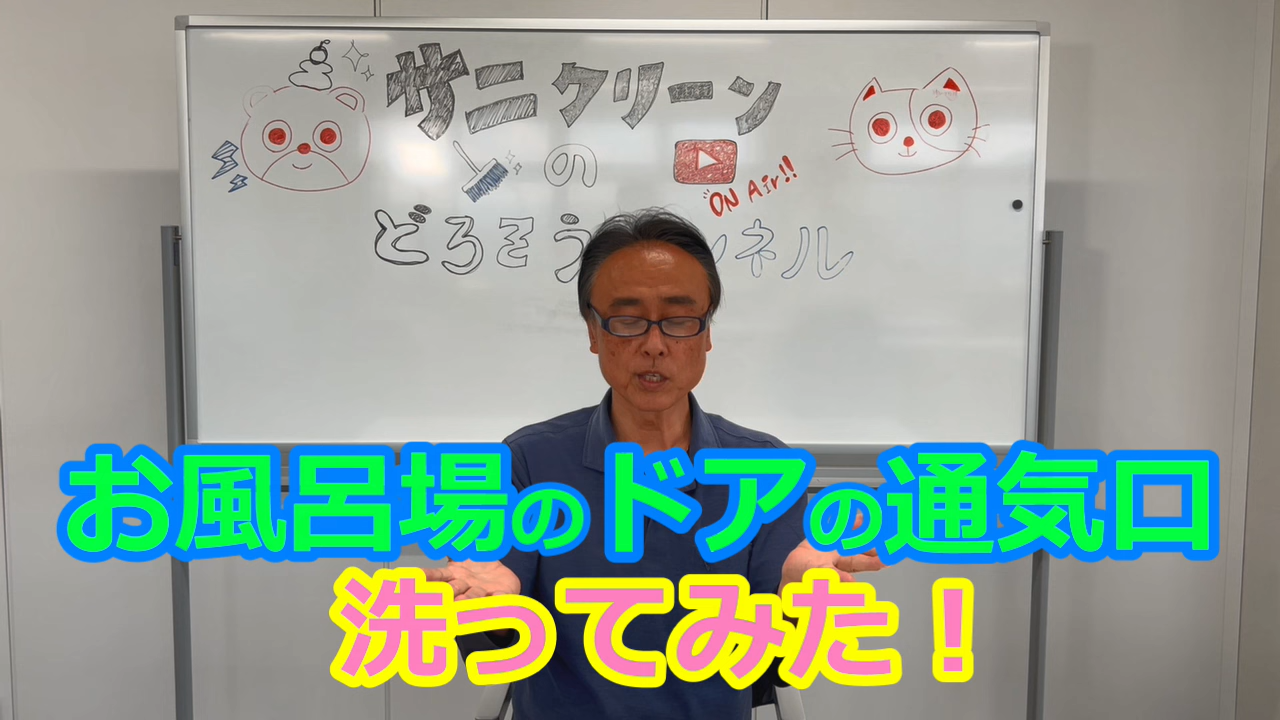 サニクリーン
の
ON Air!!
どろそう ンネル
お風呂場のドアの通気口
洗ってみた！